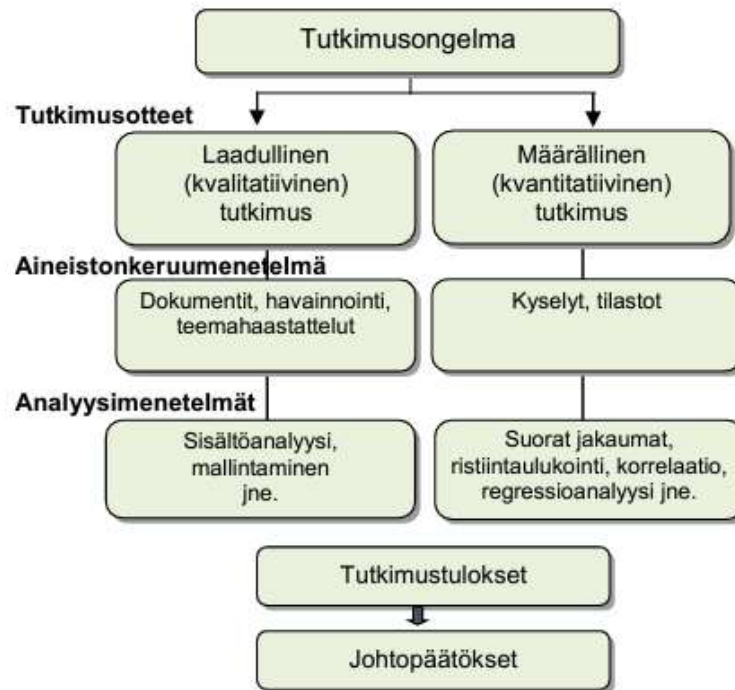 Tutkimusongelma
Tutkimusotteet
Laadullinen
(kvalitatiivinen)
tutkimus
Määrällinen
(kvantitatiivinen)
tutkimus
Aineistonkeruumenetelmä
Dokumentit, havainnointi,
teemahaastattelut
Kyselyt, tilastot
Analyysimenetelmät
Sisältöanalyysi,
mallintaminen
jne.
Suorat jakaumat,
ristiintaulukointi, korrelaatio,
regressioanalyysi jne.
Tutkimustulokset
Johtopäätökset